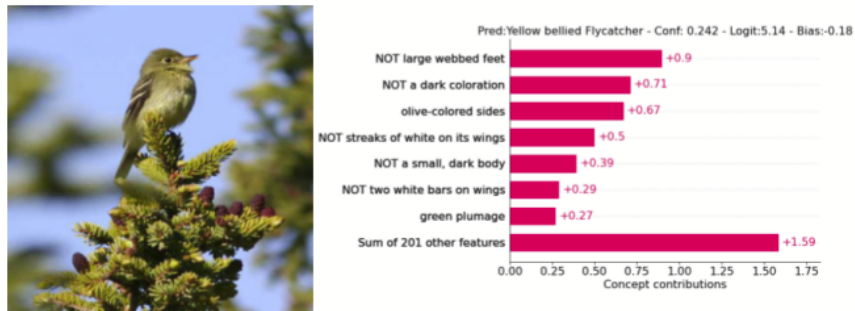 Pred:Yellow bellied Flycatcher - Conf: 0.242 - Logit:5.14 - Bias:-0.18
NOT large webbed feet +0.9
NOT a dark coloration +0.71
olive-colored sides +0.67
NOT streaks of white on its wings +0.5
NOT a small, dark body +0.39
NOT two white bars on wings +0.29
green plumage +0.27
Sum of 201 other features +1.59
0.00 0.25 0.50 0.75 1.00 1.25 1.50 1.75
Concept contributions